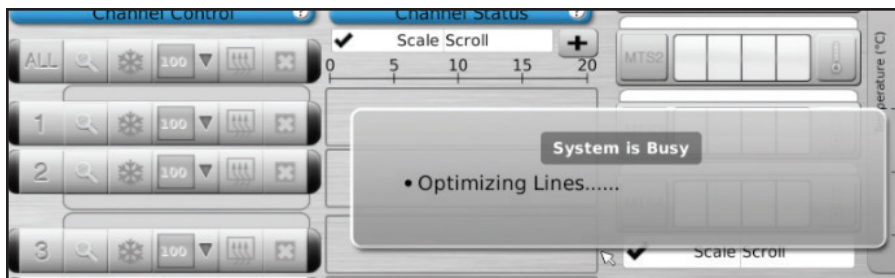 Channel Control ?
Channel Status ?
ALL 100
Scale Scroll
0 5 10 15 20
MTS2
1 100
2 100
3 100
System is Busy
• Optimizing Lines......
Scale Scroll